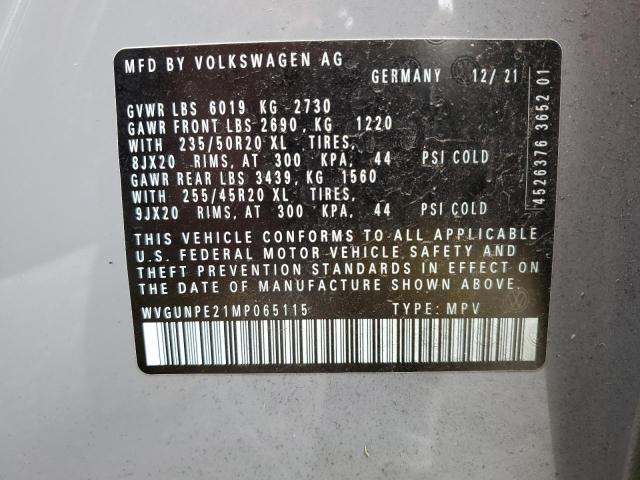 MFD BY VOLKSWAGEN AG
GERMANY 12/21
GVWR LBS 6019 KG 2730
GAWR FRONT LBS 2690, KG 1220
WITH 235/50R20 XL TIRES,
8JX20 RIMS, AT 300 KPA, 44 PSI COLD
GAWR REAR LBS 3439, KG 1560
WITH 255/45R20 XL TIRES,
9JX20 RIMS, AT 300 KPA, 44 PSI COLD
THIS VEHICLE CONFORMS TO ALL APPLICABLE
U.S. FEDERAL MOTOR VEHICLE SAFETY AND
THEFT PREVENTION STANDARDS IN EFFECT ON
THE DATE OF MANUFACTURE SHOWN ABOVE.
WVGUNPE21MP065115 TYPE: MPV
4526376 3652 01